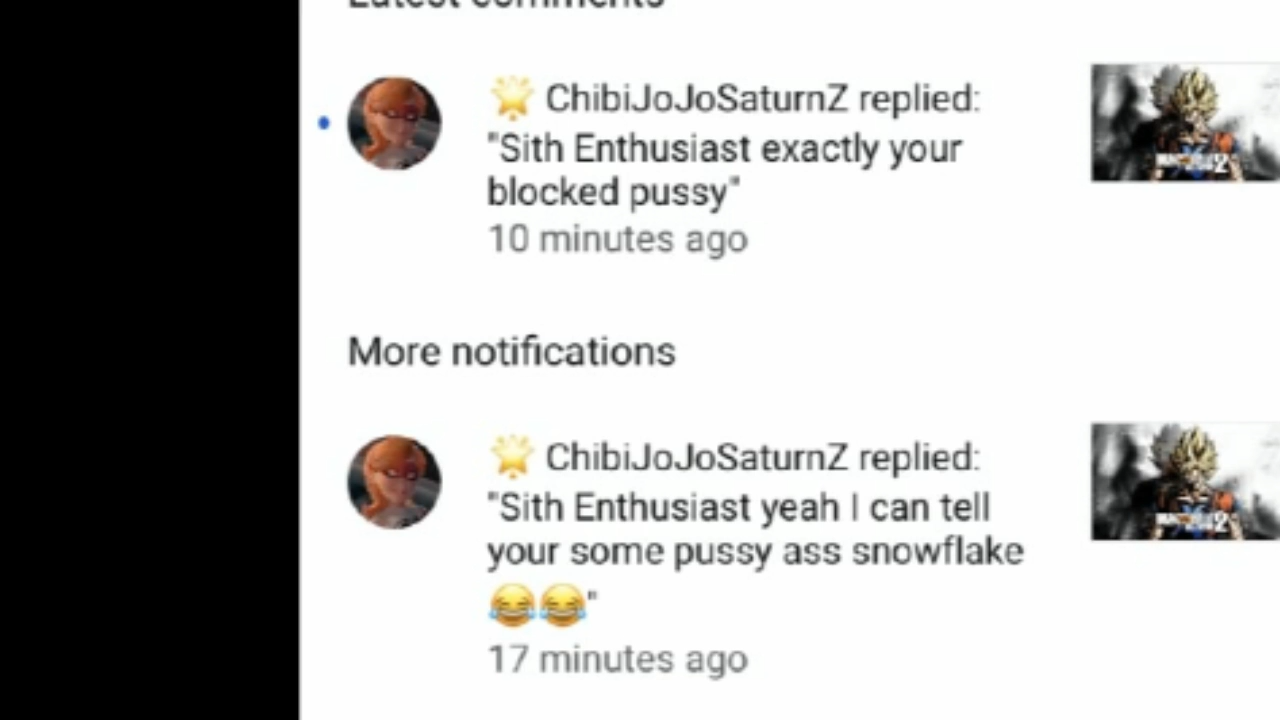 Latest comments
🌟 ChibiJoJoSaturnZ replied:
"Sith Enthusiast exactly your
blocked pussy"
10 minutes ago
More notifications
🌟 ChibiJoJoSaturnZ replied:
"Sith Enthusiast yeah I can tell
your some pussy ass snowflake
😂😂"
17 minutes ago